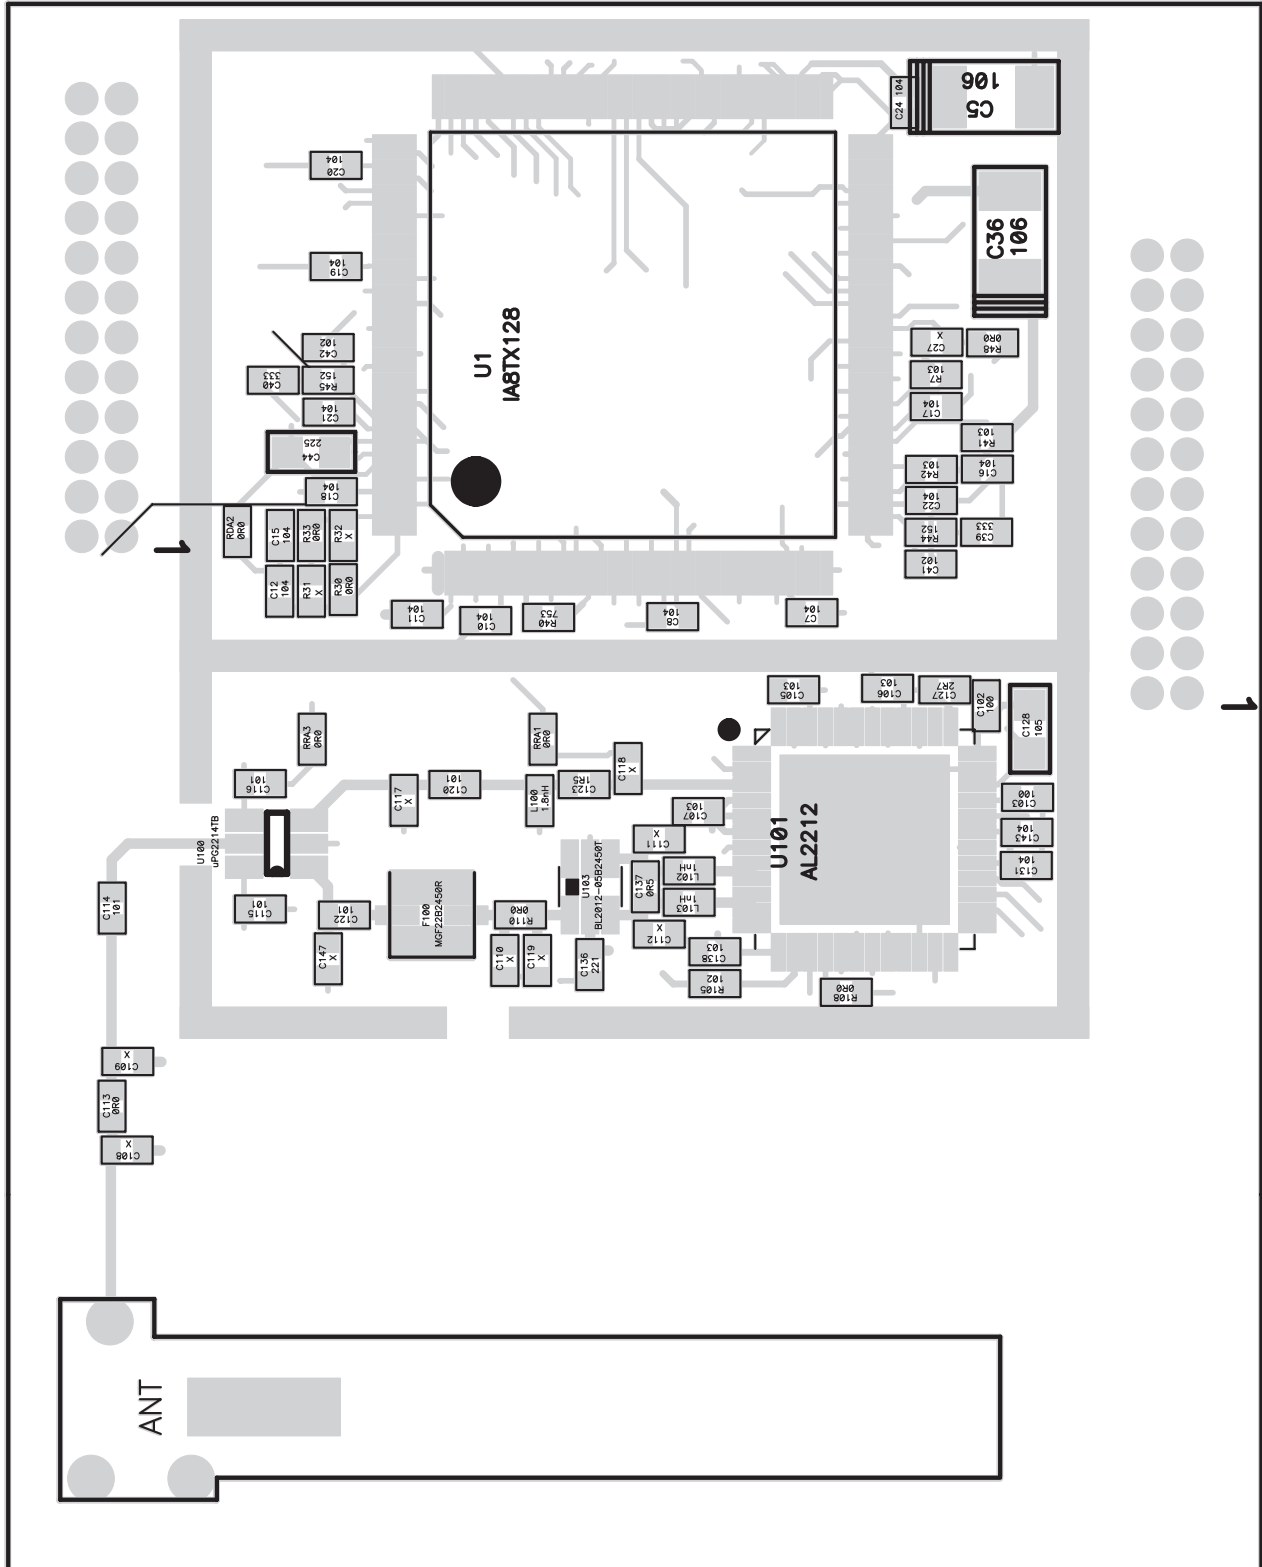 C24 104
106
C5
104
C20
C36
106
104
C19
U1
IA8TX128
102
C42
333
C40
152
R45
104
C21
225
C44
104
C18
X
C27
0R0
R48
103
R7
104
C17
103
R41
103
R42
104
C16
104
C22
152
R44
333
C39
102
C41
RDA2
0R0
C15
104
R33
0R0
R32
X
1
C12
104
R31
X
R30
0R0
104
C11
104
C10
753
R40
104
C8
104
C7
103
C105
103
C106
2R7
C127
C102
100
C128
105
1
RRA3
0R0
RRA1
0R0
C118
X
101
C116
C117
X
101
C120
L100
1.8nH
1R5
C123
103
C107
100
C103
U100
uPG2214TB
X
C111
U101
AL2212
104
C143
104
C131
U103
BL2012-05B2450T
C137
0R5
1nH
L102
1nH
L103
C114
101
101
C115
101
C122
F100
MGF22B2450R
0R0
R110
X
C112
C147
X
C110
X
C119
X
C136
221
103
C138
102
R105
0R0
R108
X
C109
C113
0R0
X
C108
ANT